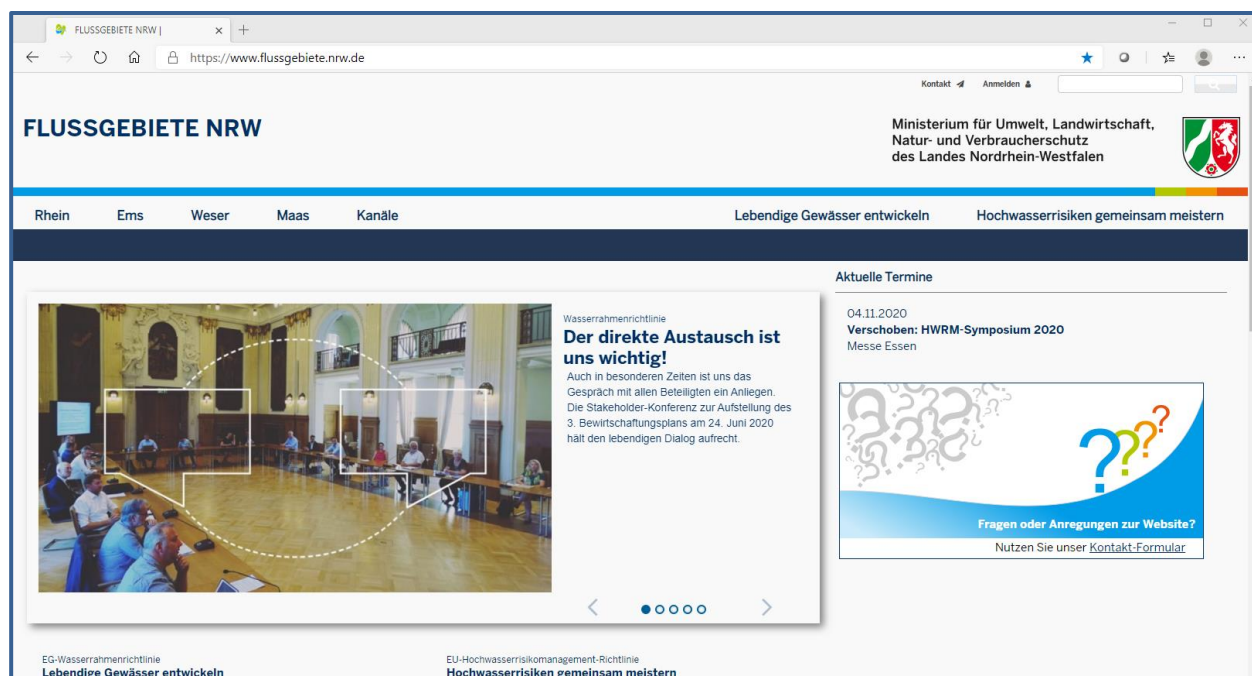 FLUSSGEBIETE NRW |
https://www.flussgebiete.nrw.de
Kontakt
Anmelden
FLUSSGEBIETE NRW
Ministerium für Umwelt, Landwirtschaft,
Natur- und Verbraucherschutz
des Landes Nordrhein-Westfalen
Rhein Ems Weser Maas Kanäle Lebendige Gewässer entwickeln Hochwasserrisiken gemeinsam meistern
Wasserrahmenrichtlinie
Der direkte Austausch ist
uns wichtig!
Auch in besonderen Zeiten ist uns das
Gespräch mit allen Beteiligten ein Anliegen.
Die Stakeholder-Konferenz zur Aufstellung des
3. Bewirtschaftungsplans am 24. Juni 2020
hält den lebendigen Dialog aufrecht.
Aktuelle Termine
04.11.2020
Verschoben: HWRM-Symposium 2020
Messe Essen
????
Fragen oder Anregungen zur Website?
Nutzen Sie unser Kontakt-Formular
EG-Wasserrahmenrichtlinie
Lebendige Gewässer entwickeln
EU-Hochwasserrisikomanagement-Richtlinie
Hochwasserrisiken gemeinsam meistern